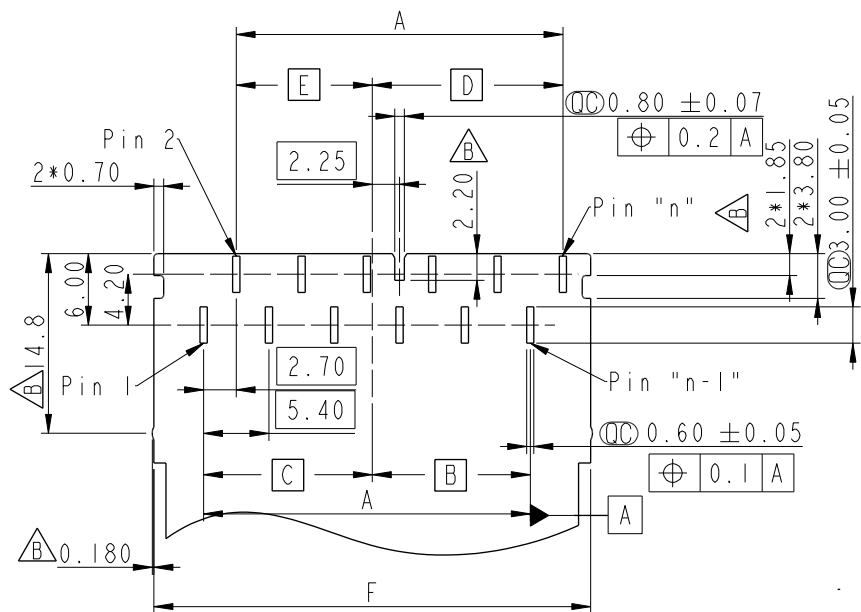 A
E
D
QC 0.80 ±0.07
0.2 A
Pin 2
2.25
B
2*0.70
2.20
Pin "n"
B
2*1.85
2*3.80
QC 3.00 ±0.05
6.00
4.20
B 14.8
Pin 1
2.70
5.40
Pin "n-1"
QC 0.60 ±0.05
0.1 A
C
B
A
A
B 0.180
F